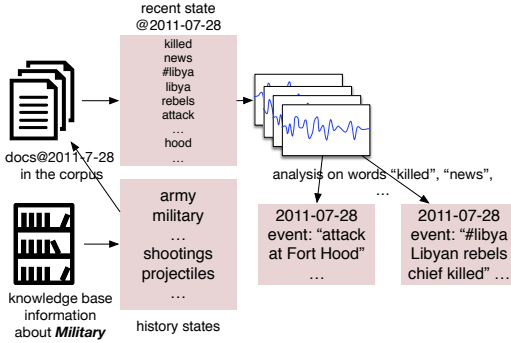 recent state
@2011-07-28
killed
news
#libya
libya
rebels
attack
...
hood
...
docs@2011-7-28
in the corpus
analysis on words “killed”, “news”,
...
army
military
...
shootings
projectiles
...
history states
knowledge base
information
about Military
2011-07-28
event: “attack
at Fort Hood”
...
2011-07-28
event: “#libya
Libyan rebels
chief killed” ...